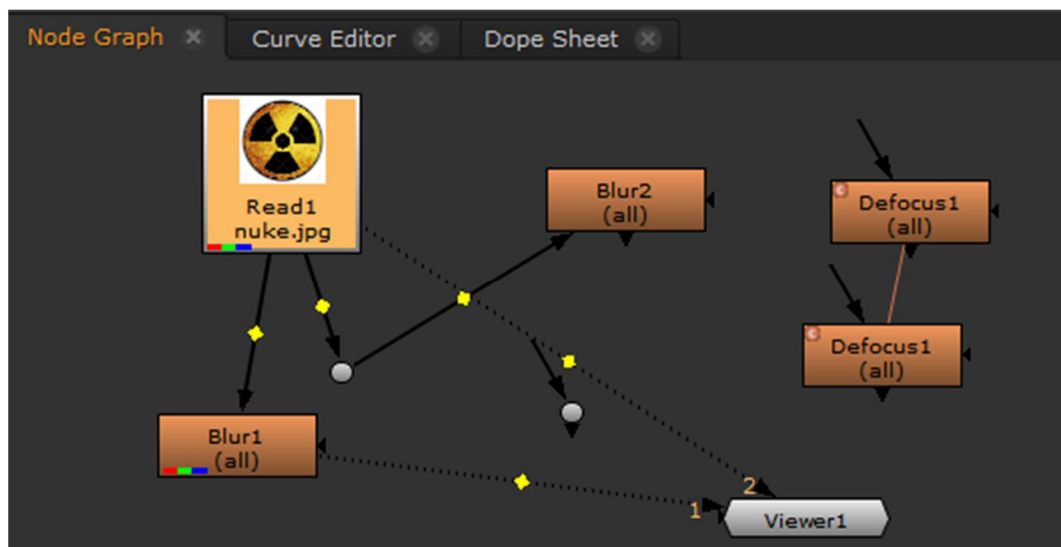 Node Graph
Curve Editor
Dope Sheet
Read1
nuke.jpg
Blur2
(all)
c
Defocus1
(all)
c
Defocus1
(all)
Blur1
(all)
2
1
Viewer1